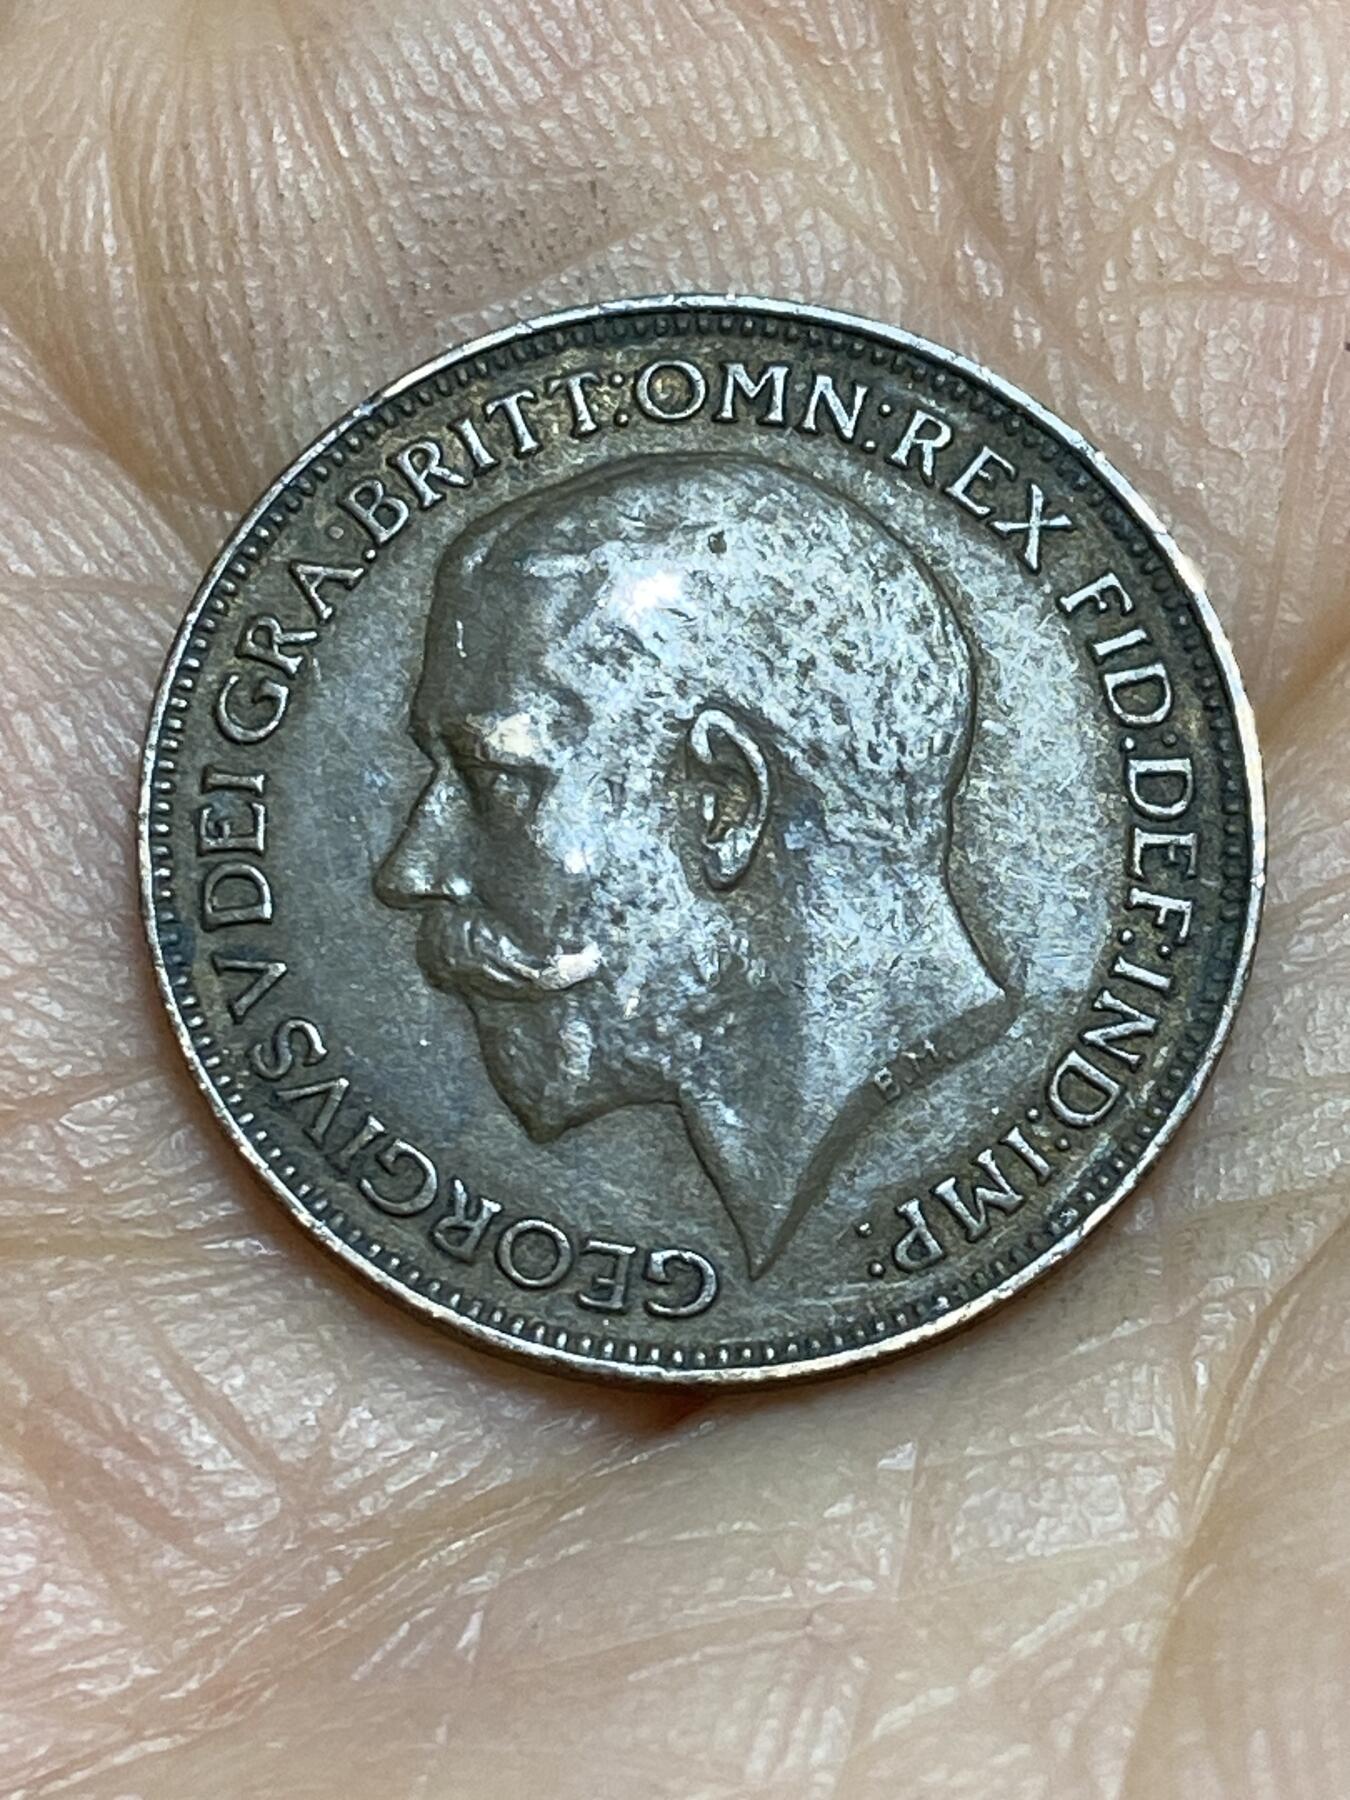 GEORGIVS V DEI GRA:BRITT:OMN:REX FID:DEF:IND:IMP:
B.M.